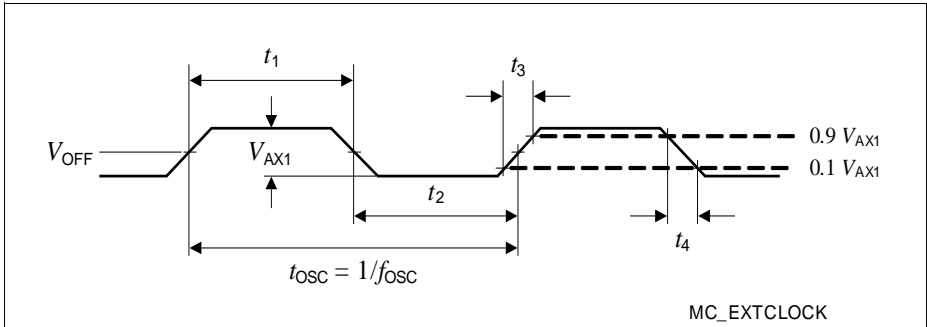 t1
t3
VOFF
VAX1
0.9 VAX1
0.1 VAX1
t2
t4
tOSC = 1/fOSC
MC_EXTCLOCK